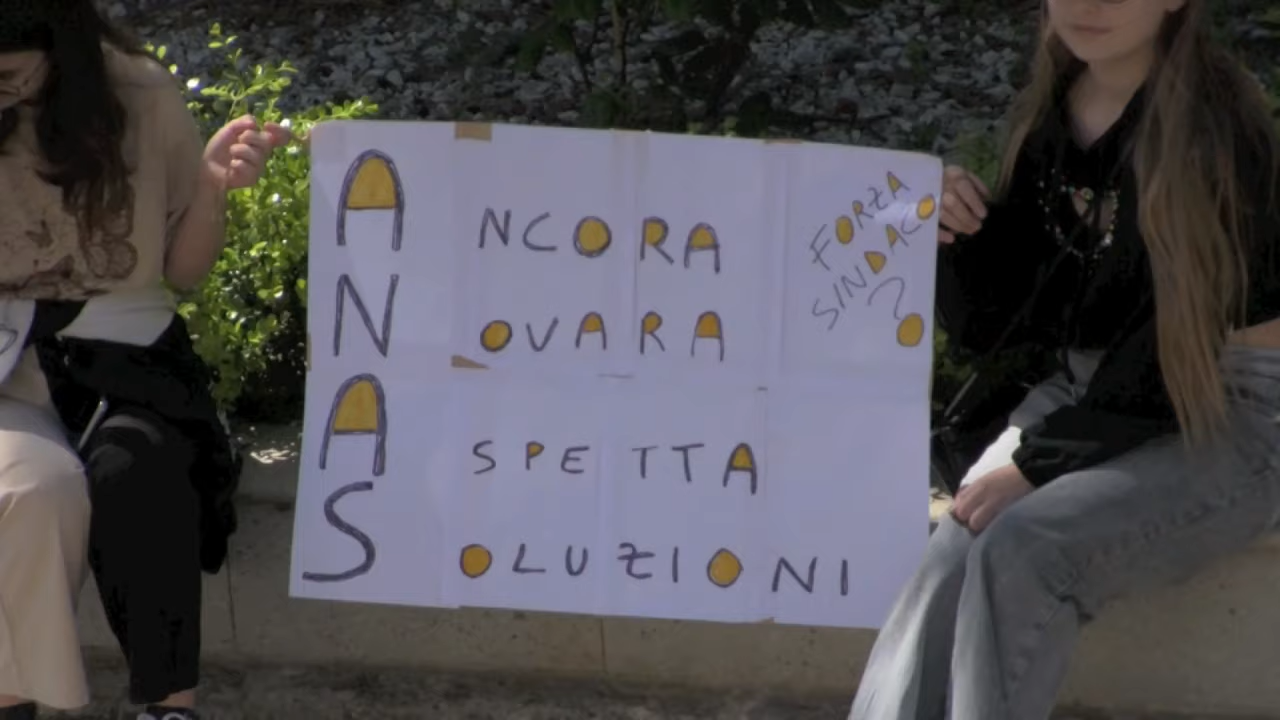 ANCORA
NOVARA
ASPETTA
SOLUZIONI
FORZA
SINDACO
?